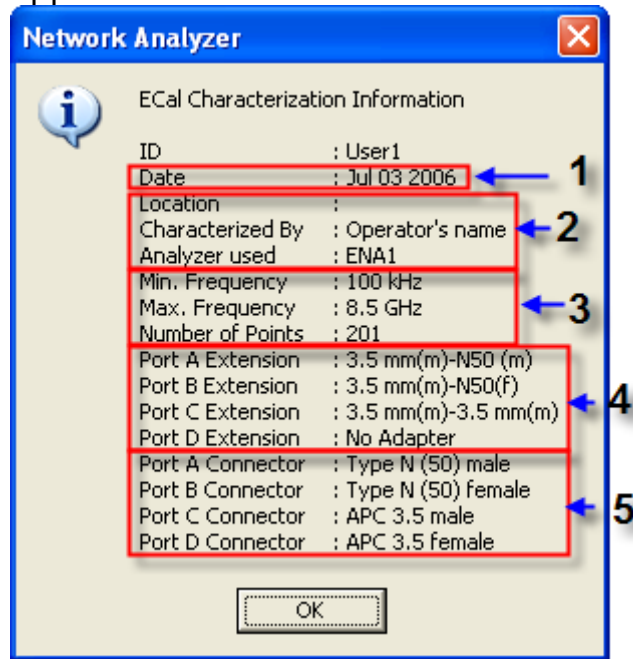 Network Analyzer
ECal Characterization Information
ID : User1
Date : Jul 03 2006
1
Location :
Characterized By : Operator's name
2
Analyzer used : ENA1
Min. Frequency : 100 kHz
Max. Frequency : 8.5 GHz
3
Number of Points : 201
Port A Extension : 3.5 mm(m)-N50 (m)
Port B Extension : 3.5 mm(m)-N50(f)
Port C Extension : 3.5 mm(m)-3.5 mm(m)
4
Port D Extension : No Adapter
Port A Connector : Type N (50) male
Port B Connector : Type N (50) female
5
Port C Connector : APC 3.5 male
Port D Connector : APC 3.5 female
OK